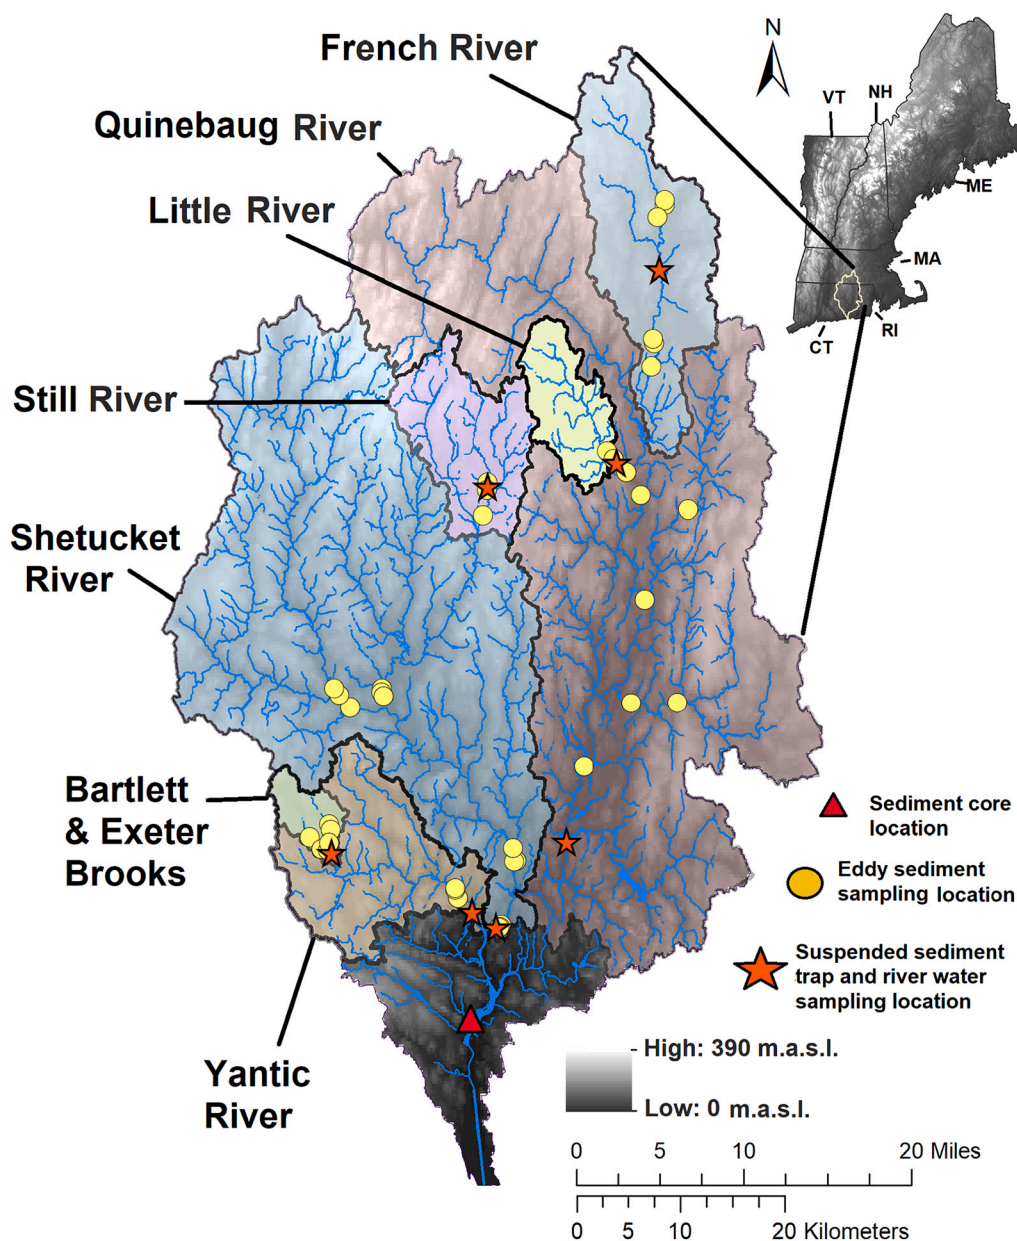 French River
N
Quinebaug River
VT
NH
ME
Little River
MA
RI
CT
Still River
Shetucket
River
Bartlett
& Exeter
Brooks
Sediment core
location
Eddy sediment
sampling location
Suspended sediment
trap and river water
sampling location
Yantic
River
High: 390 m.a.s.l.
Low: 0 m.a.s.l.
0 5 10 20 Miles
0 5 10 20 Kilometers